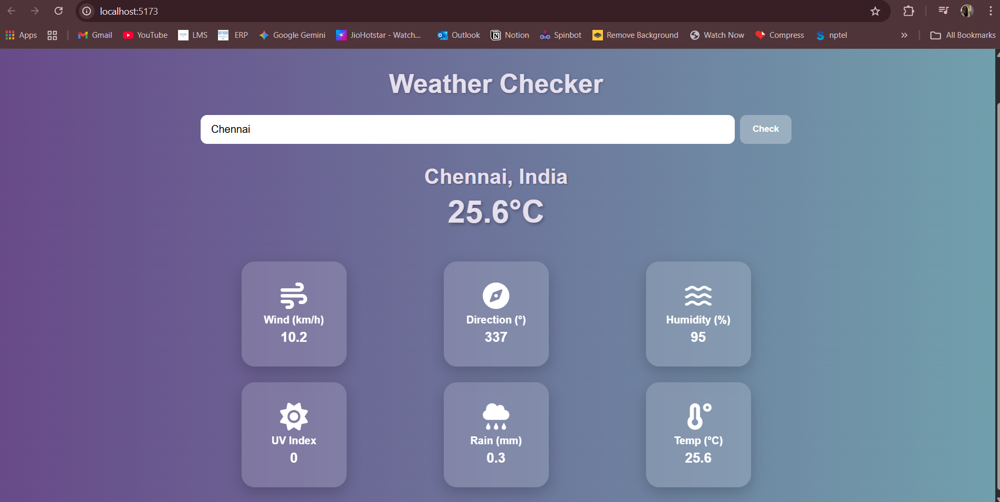 localhost:5173
Apps Gmail YouTube LMS ERP Google Gemini JioHotstar - Watch... Outlook Notion Spinbot Remove Background Watch Now Compress nptel » All Bookmarks
Weather Checker
Chennai Check
Chennai, India
25.6°C
Wind (km/h) Direction (°) Humidity (%)
10.2 337 95
UV Index Rain (mm) Temp (°C)
0 0.3 25.6